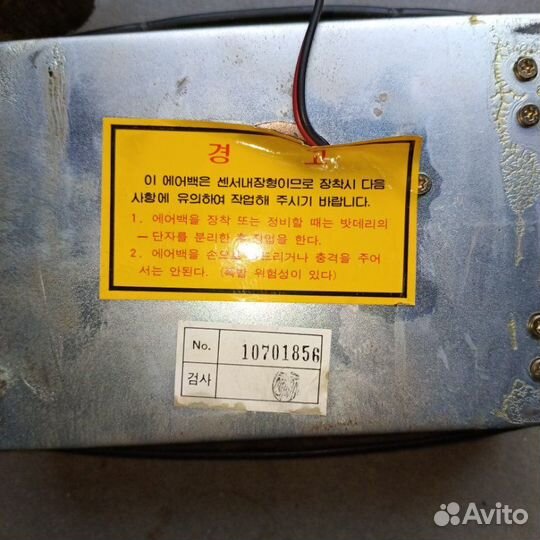 경 고
이 에어백은 센서내장형이므로 장착시 다음
사항에 유의하여 작업해 주시기 바랍니다.
1. 에어백을 장착 또는 정비할 때는 밧데리의
－단자를 분리한 작업을 한다.
2. 에어백을 손으로 드리거나 충격을 주어
서는 안된다. (폭발 위험성이 있다)
No. 10701856
검사
Avito